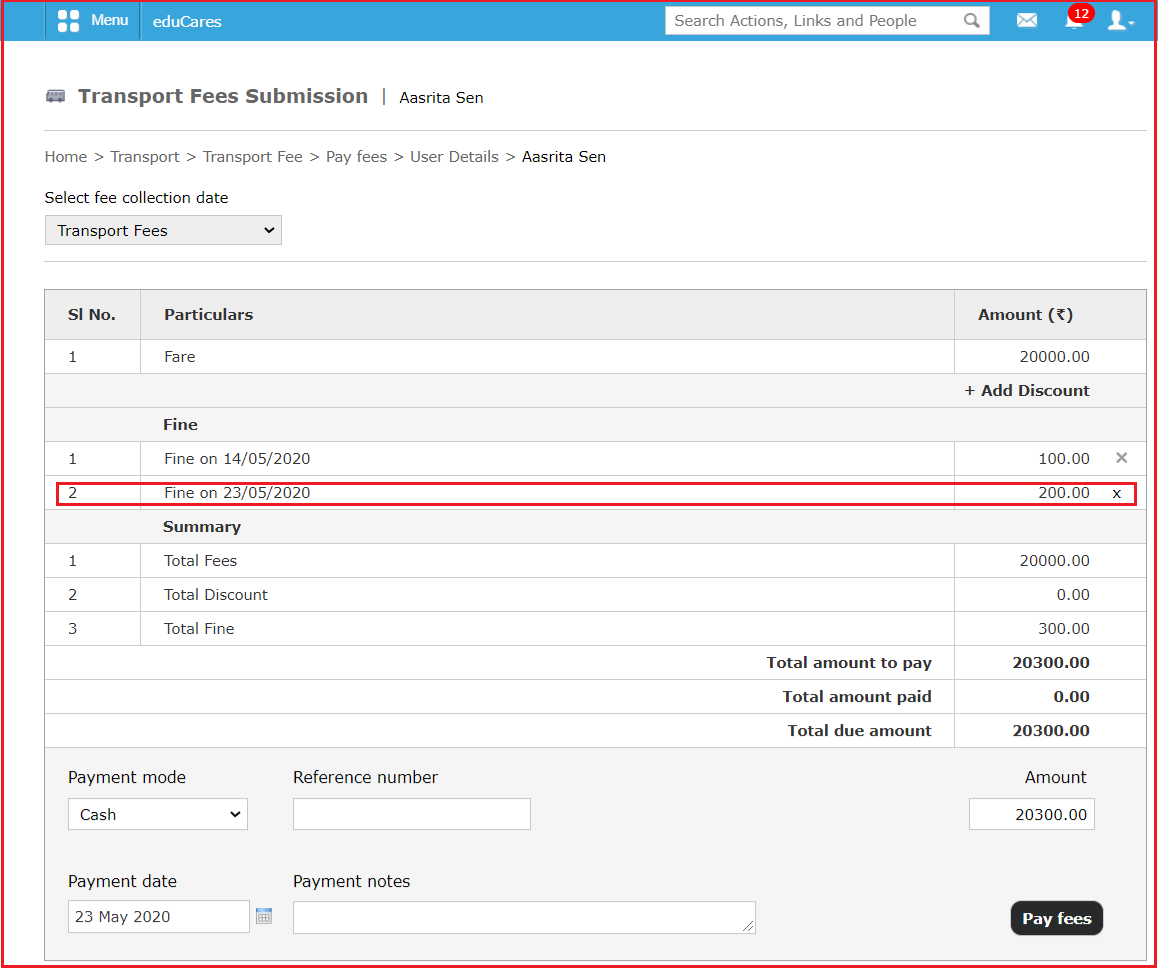 Menu eduCares Search Actions, Links and People 12
Transport Fees Submission | Aasrita Sen
Home > Transport > Transport Fee > Pay fees > User Details > Aasrita Sen
Select fee collection date
Transport Fees
Sl No. Particulars Amount (₹)
1 Fare 20000.00
+ Add Discount
Fine
1 Fine on 14/05/2020 100.00 ×
2 Fine on 23/05/2020 200.00 x
Summary
1 Total Fees 20000.00
2 Total Discount 0.00
3 Total Fine 300.00
Total amount to pay 20300.00
Total amount paid 0.00
Total due amount 20300.00
Payment mode Reference number Amount
Cash 20300.00
Payment date Payment notes
23 May 2020 Pay fees